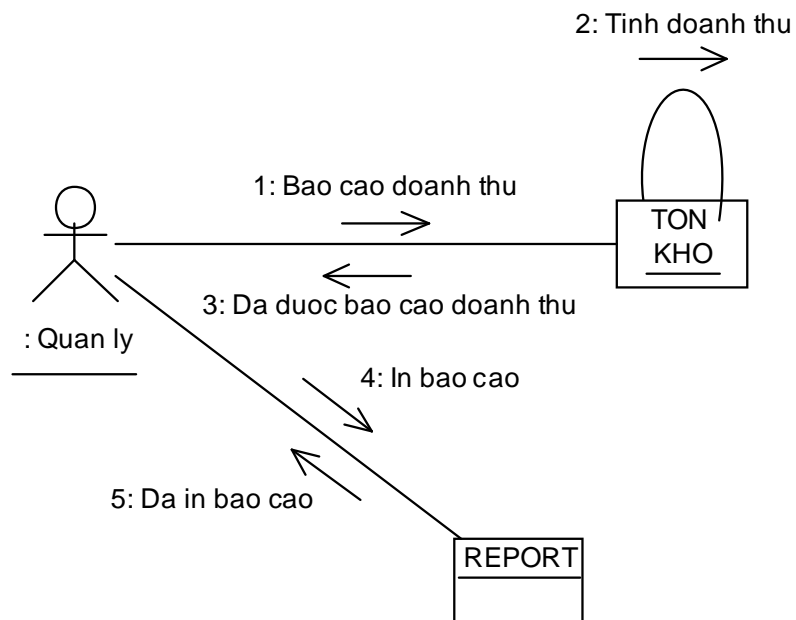 2: Tinh doanh thu
1: Bao cao doanh thu
TON
KHO
3: Da duoc bao cao doanh thu
: Quan ly
4: In bao cao
5: Da in bao cao
REPORT